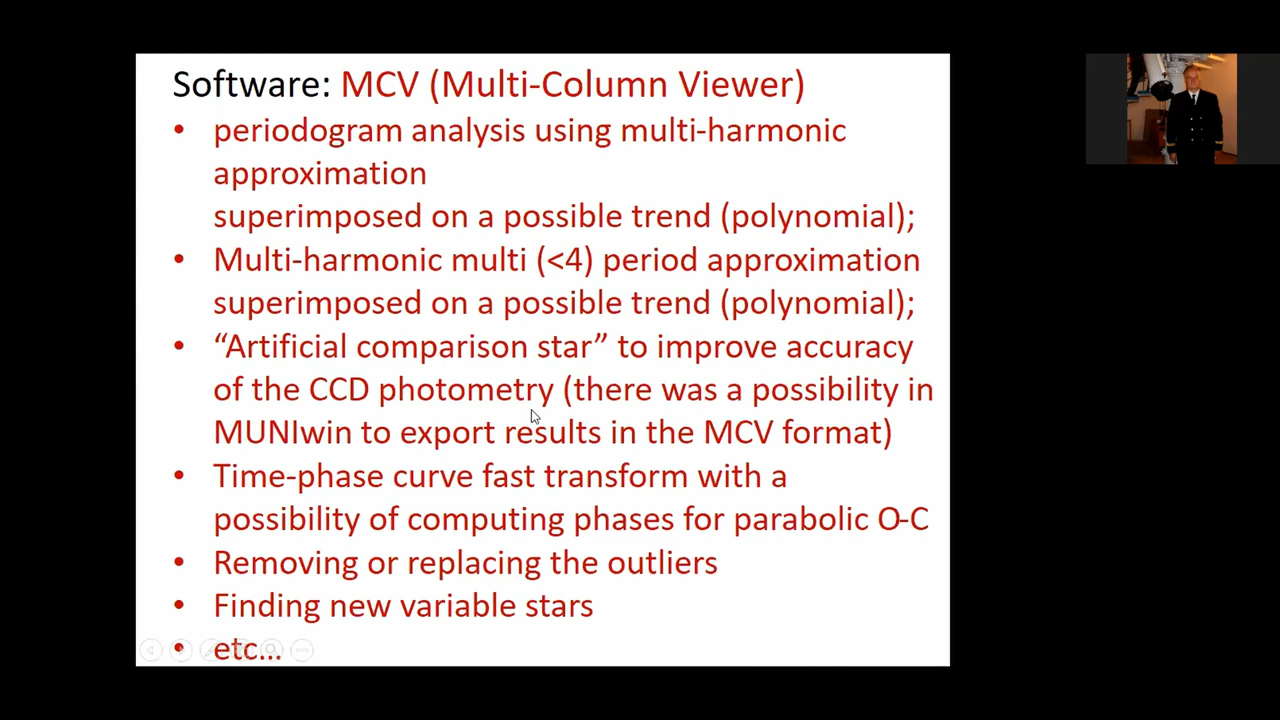 Software: MCV (Multi-Column Viewer)
• periodogram analysis using multi-harmonic
approximation
superimposed on a possible trend (polynomial);
• Multi-harmonic multi (<4) period approximation
superimposed on a possible trend (polynomial);
• “Artificial comparison star” to improve accuracy
of the CCD photometry (there was a possibility in
MUNIwin to export results in the MCV format)
• Time-phase curve fast transform with a
possibility of computing phases for parabolic O-C
• Removing or replacing the outliers
• Finding new variable stars
• etc...